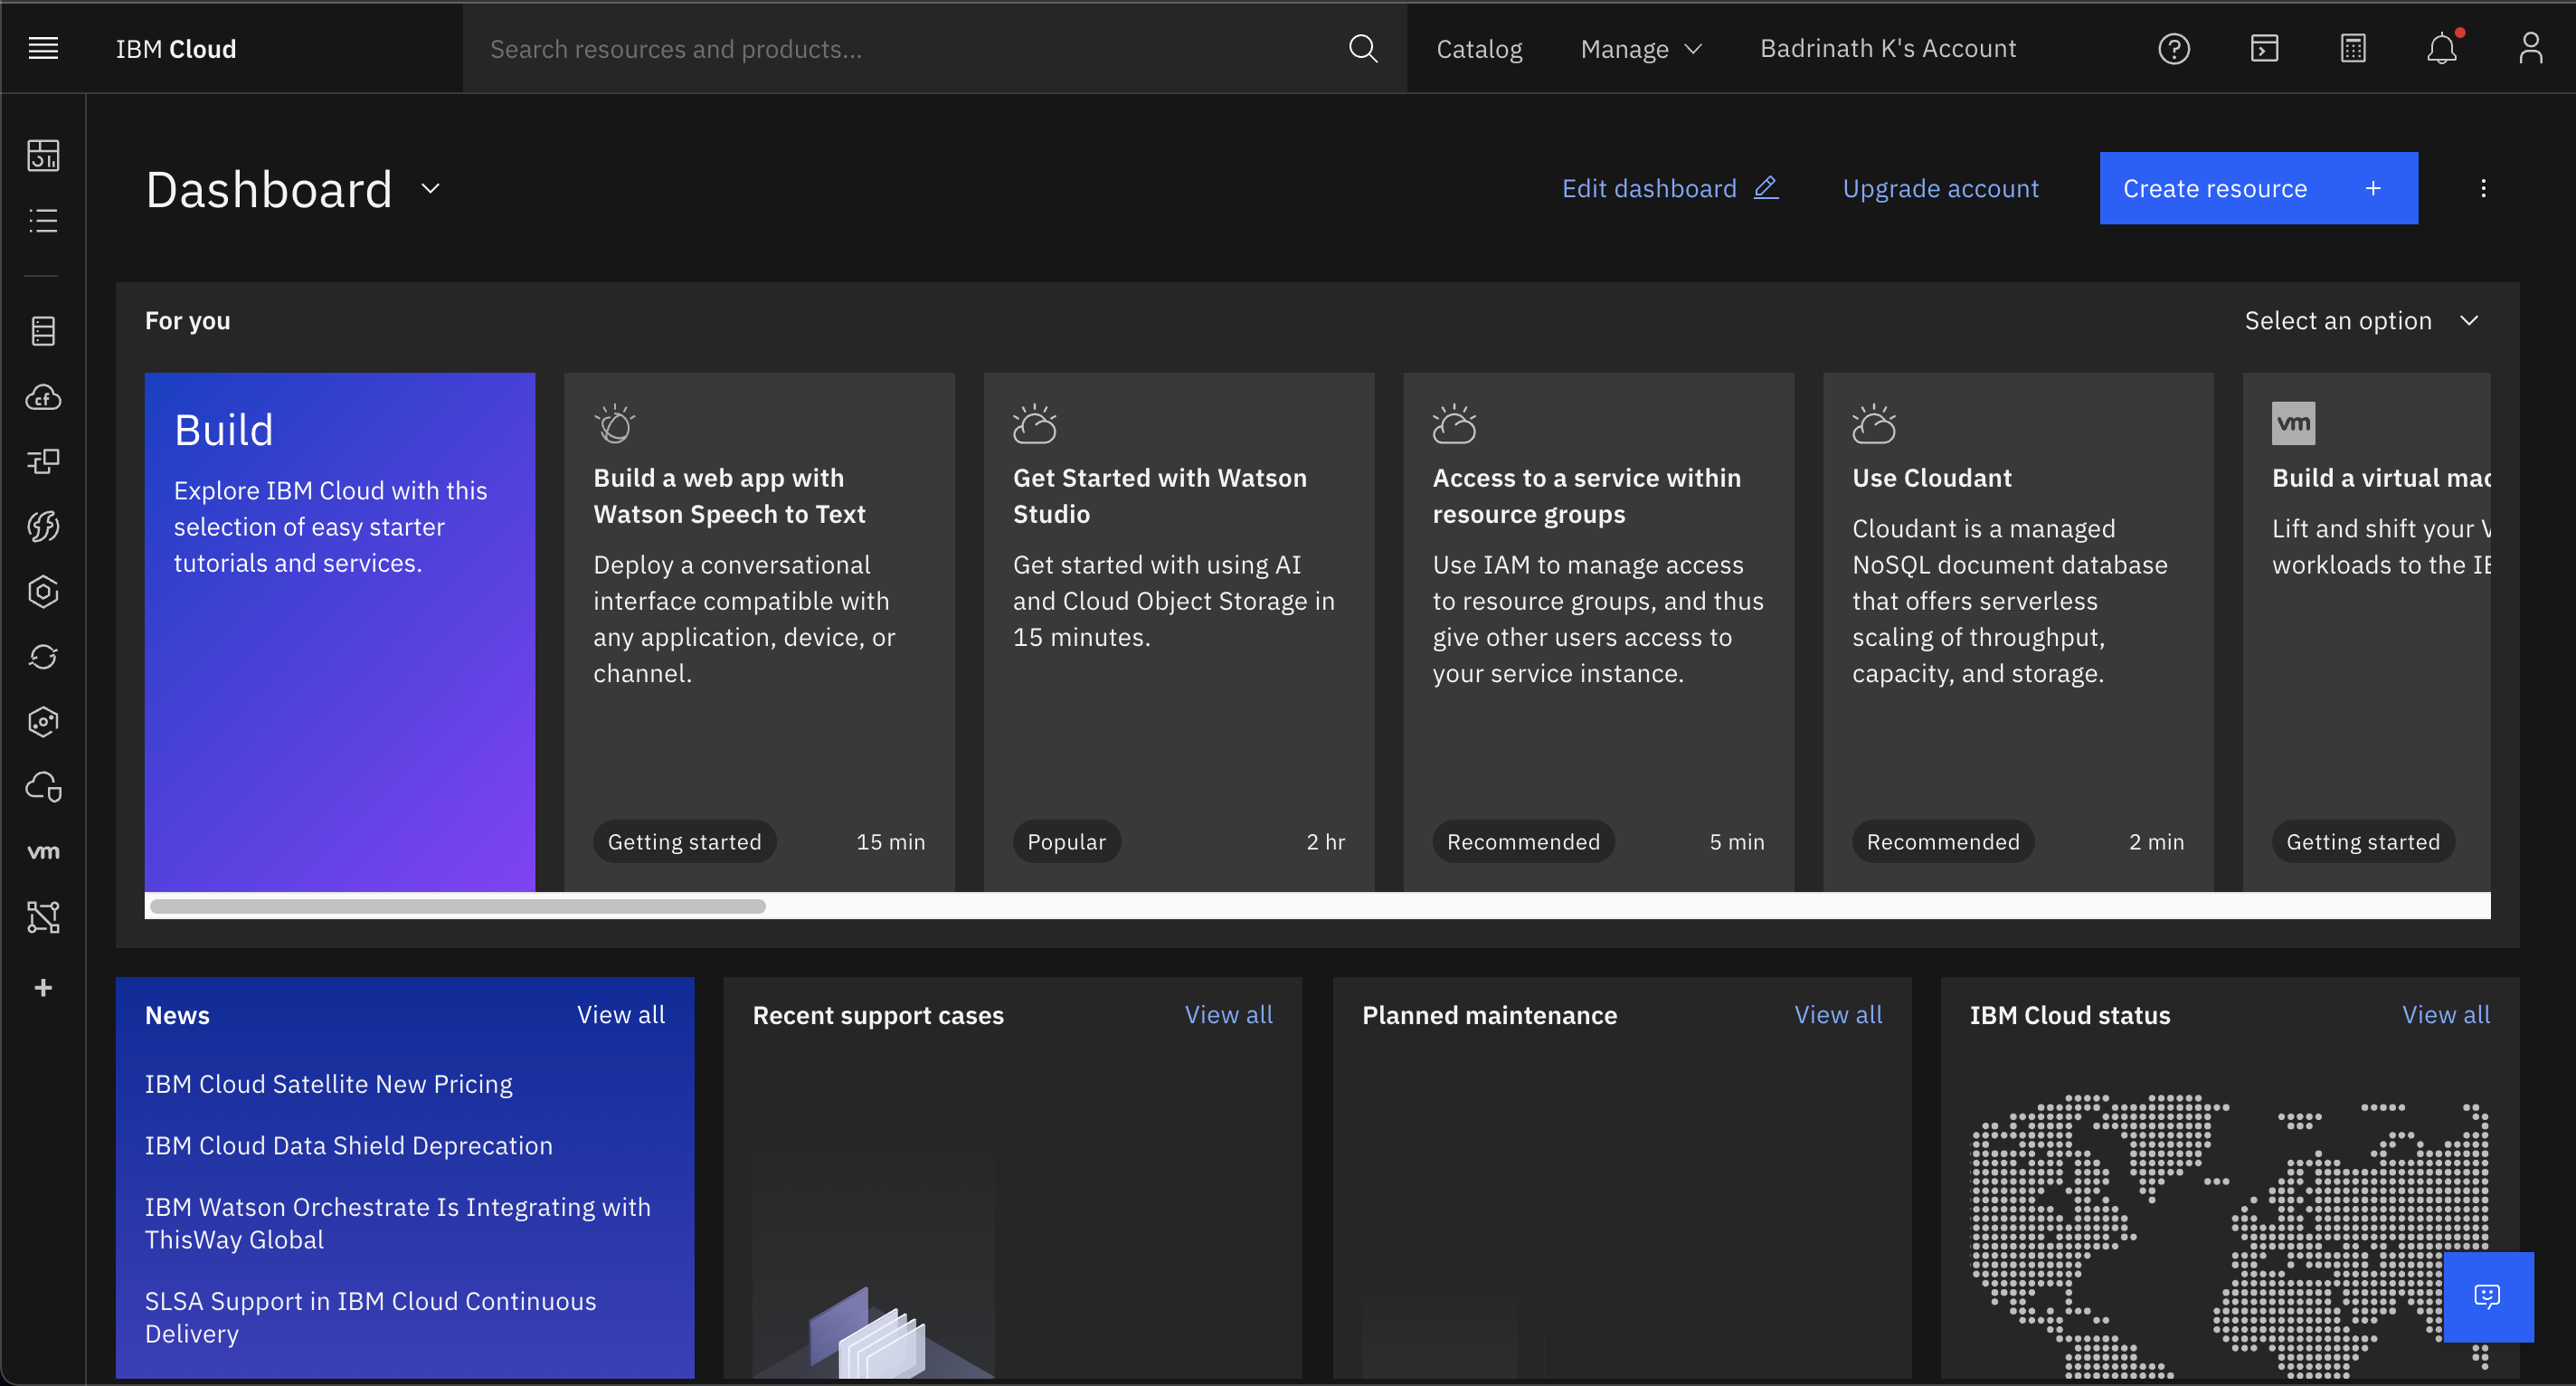 IBM Cloud
Search resources and products...
Catalog
Manage
Badrinath K's Account
Dashboard
Edit dashboard
Upgrade account
Create resource +
For you
Select an option
Build
Explore IBM Cloud with this
selection of easy starter
tutorials and services.
Build a web app with
Watson Speech to Text
Deploy a conversational
interface compatible with
any application, device, or
channel.
Getting started
15 min
Get Started with Watson
Studio
Get started with using AI
and Cloud Object Storage in
15 minutes.
Popular
2 hr
Access to a service within
resource groups
Use IAM to manage access
to resource groups, and thus
give other users access to
your service instance.
Recommended
5 min
Use Cloudant
Cloudant is a managed
NoSQL document database
that offers serverless
scaling of throughput,
capacity, and storage.
Recommended
2 min
vm
Build a virtual
Lift and shift your
workloads to the
Getting started
cf
vm
News
View all
IBM Cloud Satellite New Pricing
IBM Cloud Data Shield Deprecation
IBM Watson Orchestrate Is Integrating with
ThisWay Global
SLSA Support in IBM Cloud Continuous
Delivery
Recent support cases
View all
Planned maintenance
View all
IBM Cloud status
View all